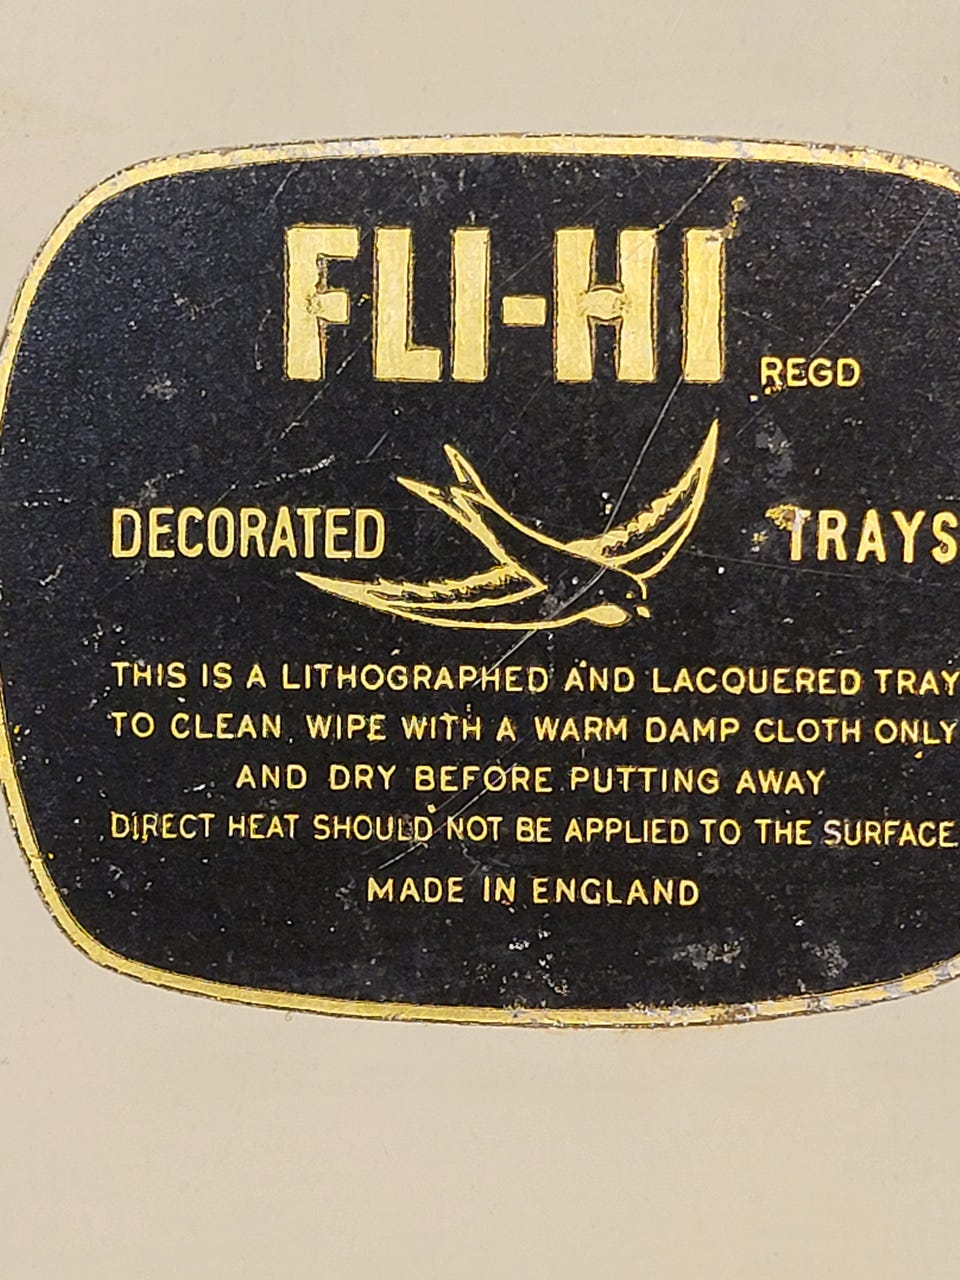 FLI-HI REGD
DECORATED TRAYS
THIS IS A LITHOGRAPHED AND LACQUERED TRAY
TO CLEAN, WIPE WITH A WARM DAMP CLOTH ONLY
AND DRY BEFORE PUTTING AWAY
DIRECT HEAT SHOULD NOT BE APPLIED TO THE SURFACE
MADE IN ENGLAND